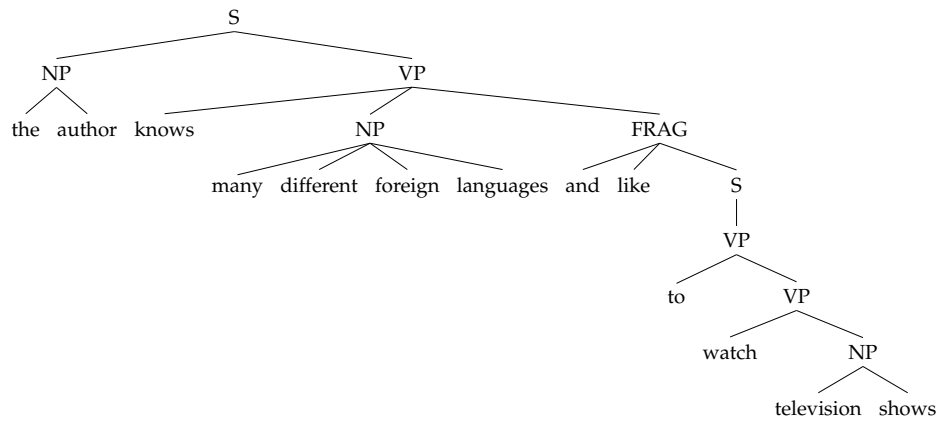 S
NP VP
the author knows NP FRAG
many different foreign languages and like S
VP
to VP
watch NP
television shows